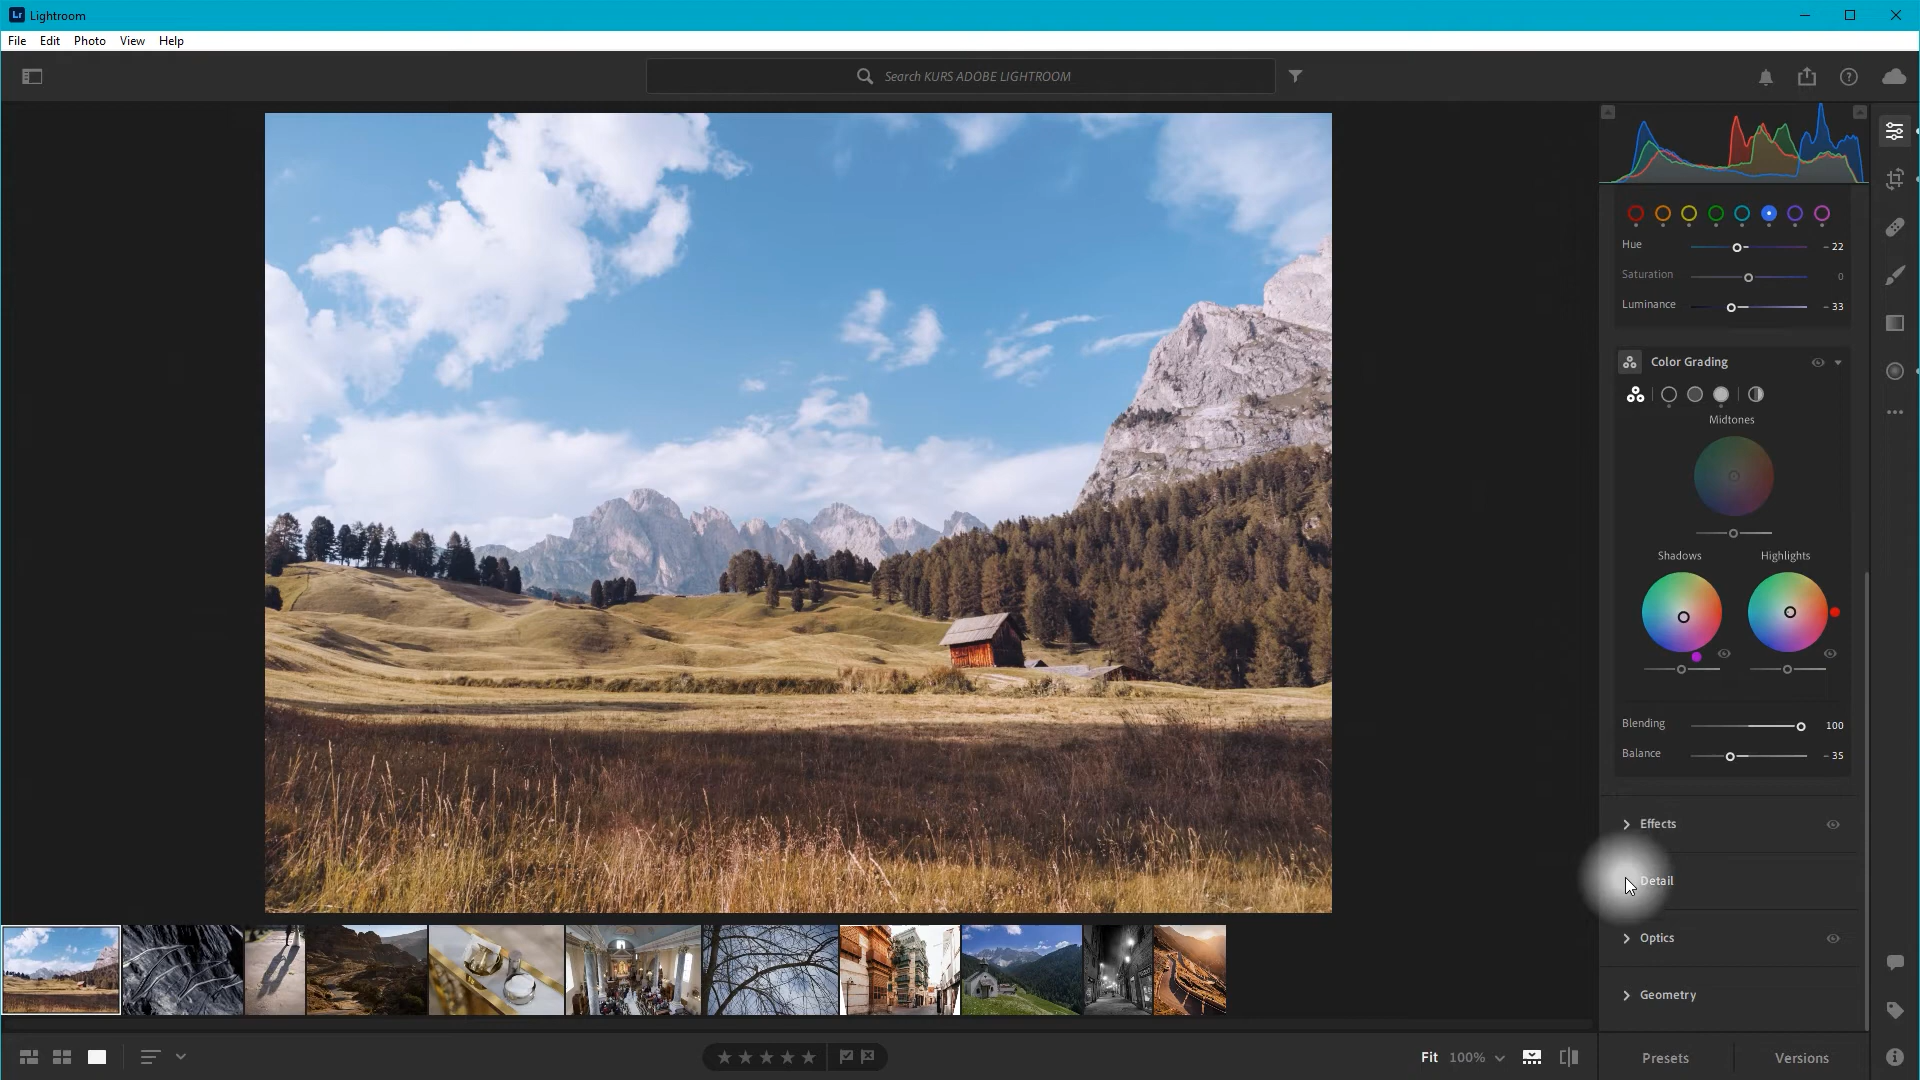 Lr Lightroom
File Edit Photo View Help
Search KURS ADOBE LIGHTROOM
Hue - 22
Saturation 0
Luminance - 33
Color Grading
Midtones
Shadows Highlights
Blending 100
Balance - 35
Effects
Detail
Optics
Geometry
Fit 100%
Presets Versions